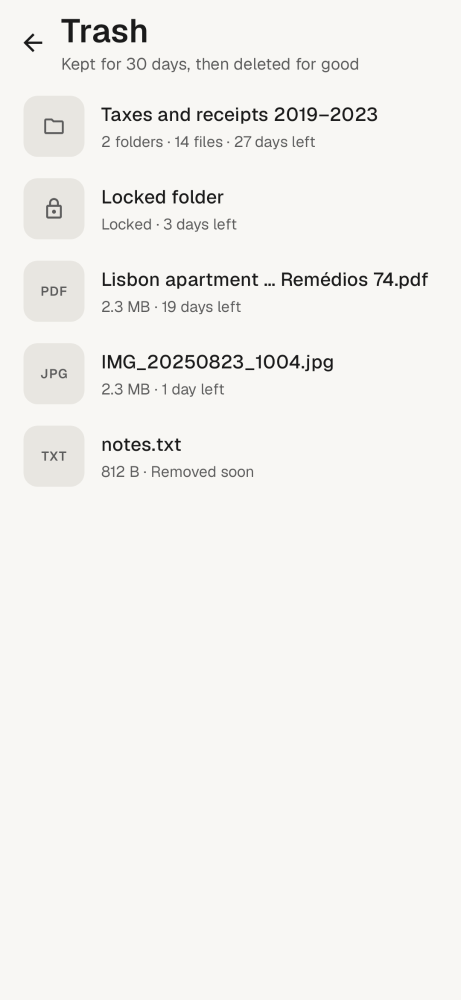 Trash
Kept for 30 days, then deleted for good
Taxes and receipts 2019–2023
2 folders · 14 files · 27 days left
Locked folder
Locked · 3 days left
PDF
Lisbon apartment ... Remédios 74.pdf
2.3 MB · 19 days left
JPG
IMG_20250823_1004.jpg
2.3 MB · 1 day left
TXT
notes.txt
812 B · Removed soon